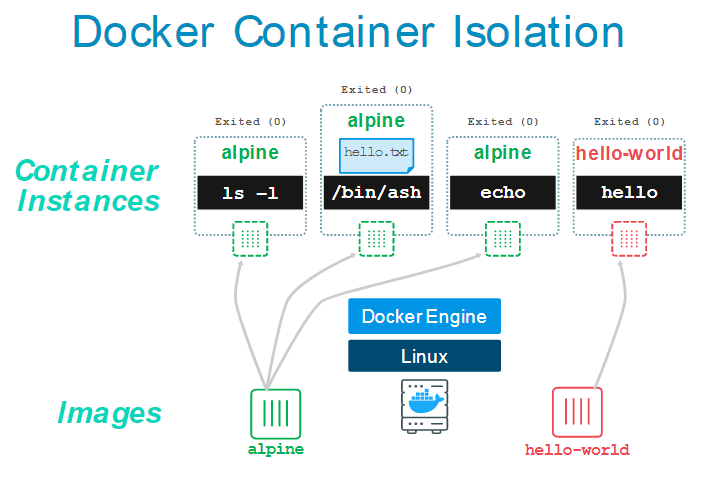 Docker Container Isolation
Exited (0)
Exited (0)
Exited (0)
Exited (0)
alpine
alpine
alpine
hello-world
hello.txt
Container
Instances
ls –l
/bin/ash
echo
hello
Docker Engine
Linux
Images
alpine
hello-world